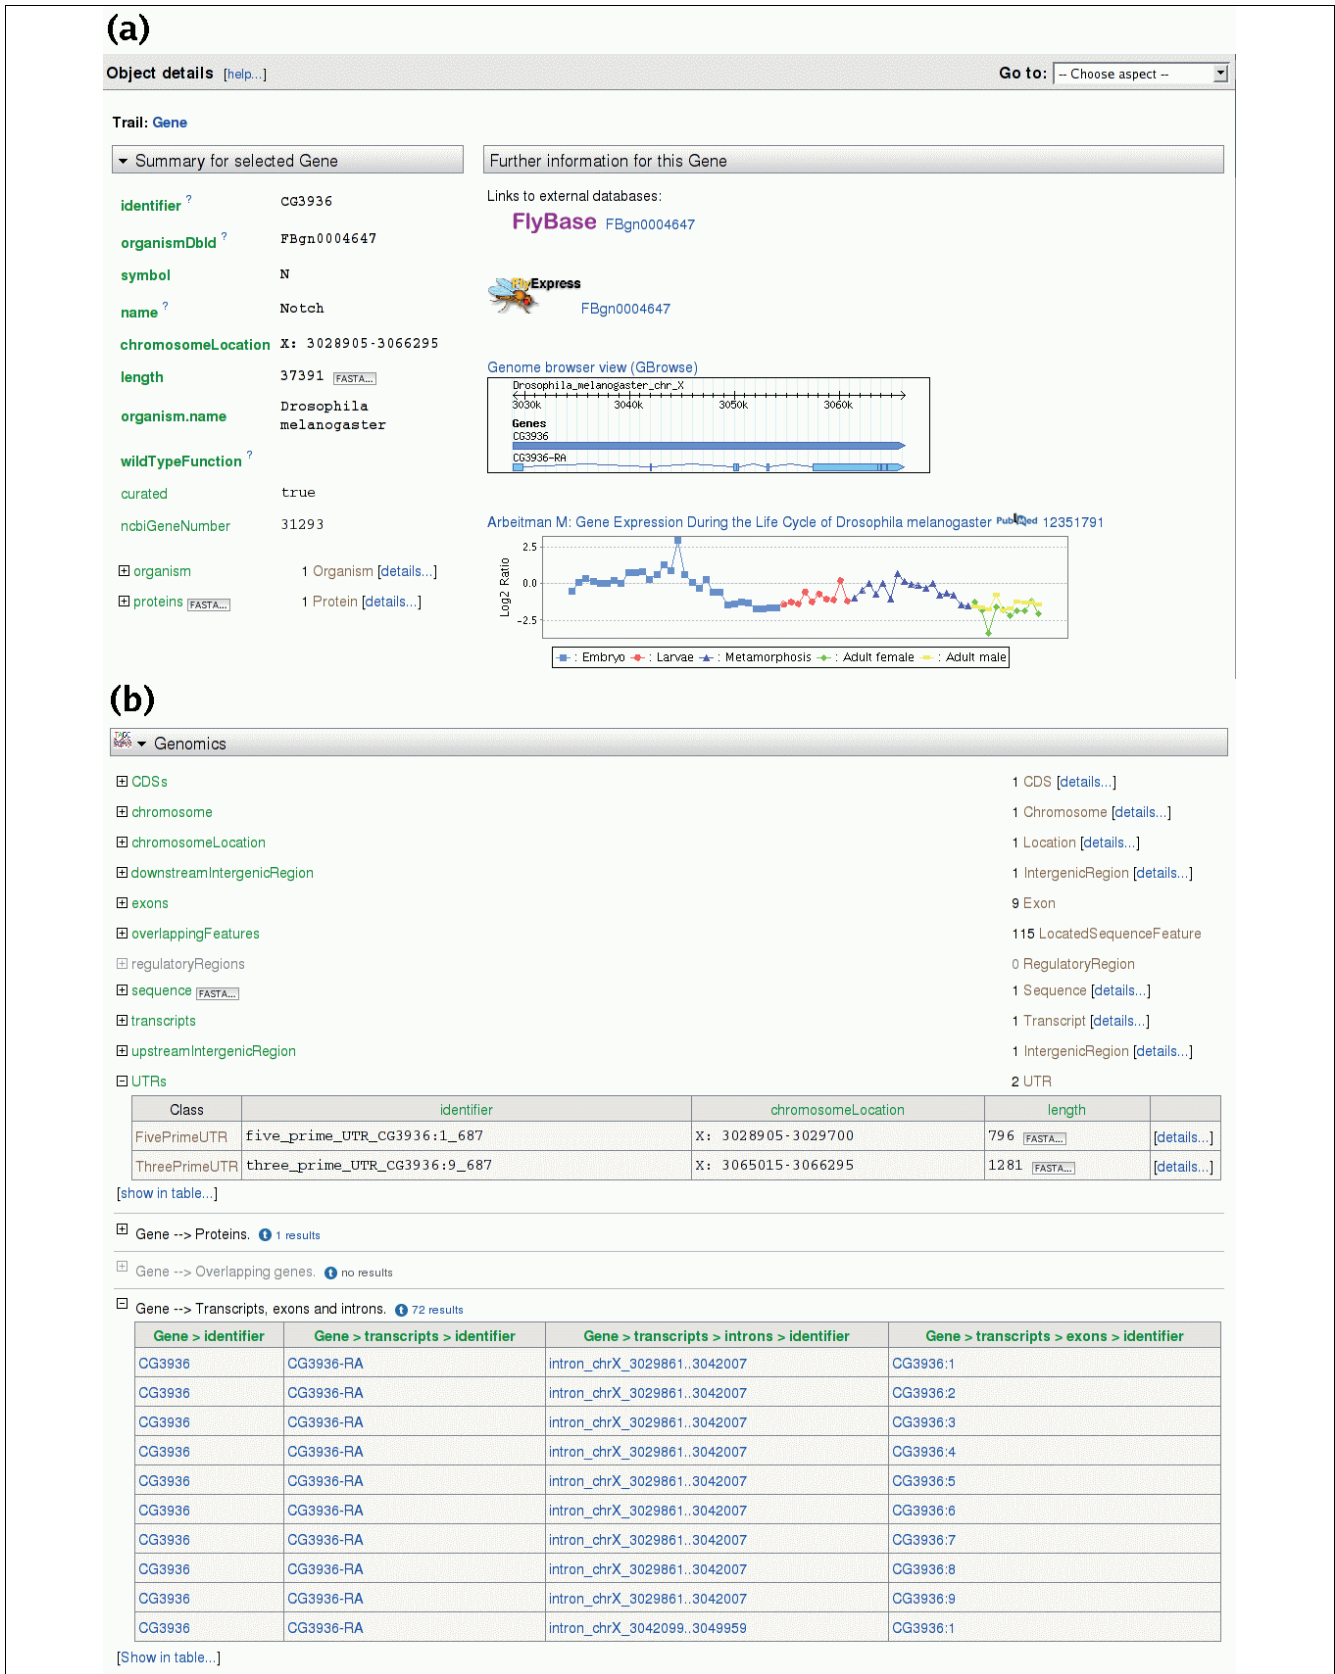 (a)
Object details [help...]
Go to: -- Choose aspect --
Trail: Gene
Summary for selected Gene
identifier ? CG3936
organismDbId ? FBgn0004647
symbol N
name ? Notch
chromosomeLocation X: 3028905-3066295
length 37391 FASTA...
organism.name Drosophila
melanogaster
wildTypeFunction ?
curated true
ncbiGeneNumber 31293
organism 1 Organism [details...]
proteins FASTA... 1 Protein [details...]
Further information for this Gene
Links to external databases:
FlyBase FBgn0004647
FlyExpress
FBgn0004647
Genome browser view (GBrowse)
Drosophila_melanogaster_chr_X
3030k 3040k 3050k 3060k
Genes
CG3936
CG3936-RA
Arbeitman M: Gene Expression During the Life Cycle of Drosophila melanogaster PubMed 12351791
Log2 Ratio
2.5
0.0
-2.5
: Embryo : Larvae : Metamorphosis : Adult female : Adult male
(b)
Genomics
CDSs 1 CDS [details...]
chromosome 1 Chromosome [details...]
chromosomeLocation 1 Location [details...]
downstreamIntergenicRegion 1 IntergenicRegion [details...]
exons 9 Exon
overlappingFeatures 115 LocatedSequenceFeature
regulatoryRegions 0 RegulatoryRegion
sequence FASTA... 1 Sequence [details...]
transcripts 1 Transcript [details...]
upstreamIntergenicRegion 1 IntergenicRegion [details...]
UTRs 2 UTR
Class identifier chromosomeLocation length
FivePrimeUTR five_prime_UTR_CG3936:1_687 X: 3028905-3029700 796 FASTA... [details...]
ThreePrimeUTR three_prime_UTR_CG3936:9_687 X: 3065015-3066295 1281 FASTA... [details...]
[show in table...]
Gene --> Proteins. t 1 results
Gene --> Overlapping genes. t no results
Gene --> Transcripts, exons and introns. t 72 results
Gene > identifier Gene > transcripts > identifier Gene > transcripts > introns > identifier Gene > transcripts > exons > identifier
CG3936 CG3936-RA intron_chrX_3029861..3042007 CG3936:1
CG3936 CG3936-RA intron_chrX_3029861..3042007 CG3936:2
CG3936 CG3936-RA intron_chrX_3029861..3042007 CG3936:3
CG3936 CG3936-RA intron_chrX_3029861..3042007 CG3936:4
CG3936 CG3936-RA intron_chrX_3029861..3042007 CG3936:5
CG3936 CG3936-RA intron_chrX_3029861..3042007 CG3936:6
CG3936 CG3936-RA intron_chrX_3029861..3042007 CG3936:7
CG3936 CG3936-RA intron_chrX_3029861..3042007 CG3936:8
CG3936 CG3936-RA intron_chrX_3029861..3042007 CG3936:9
CG3936 CG3936-RA intron_chrX_3042099..3049959 CG3936:1
[Show in table...]